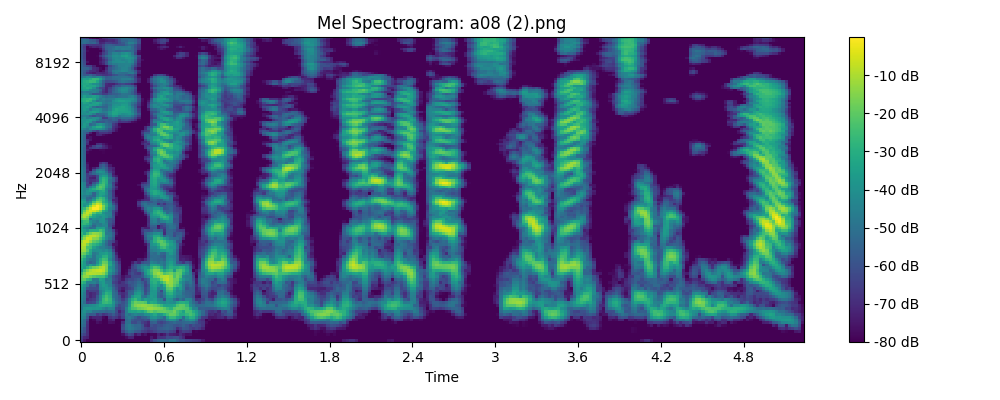 Mel Spectrogram: a08 (2).png
8192
4096
2048
1024
512
0
Hz
0 0.6 1.2 1.8 2.4 3 3.6 4.2 4.8
Time
-10 dB
-20 dB
-30 dB
-40 dB
-50 dB
-60 dB
-70 dB
-80 dB